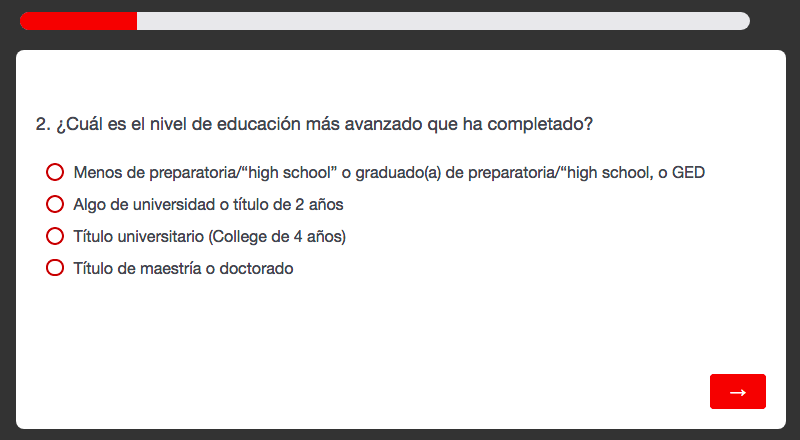 2. ¿Cuál es el nivel de educación más avanzado que ha completado?
Menos de preparatoria/“high school” o graduado(a) de preparatoria/“high school, o GED
Algo de universidad o título de 2 años
Título universitario (College de 4 años)
Título de maestría o doctorado
→